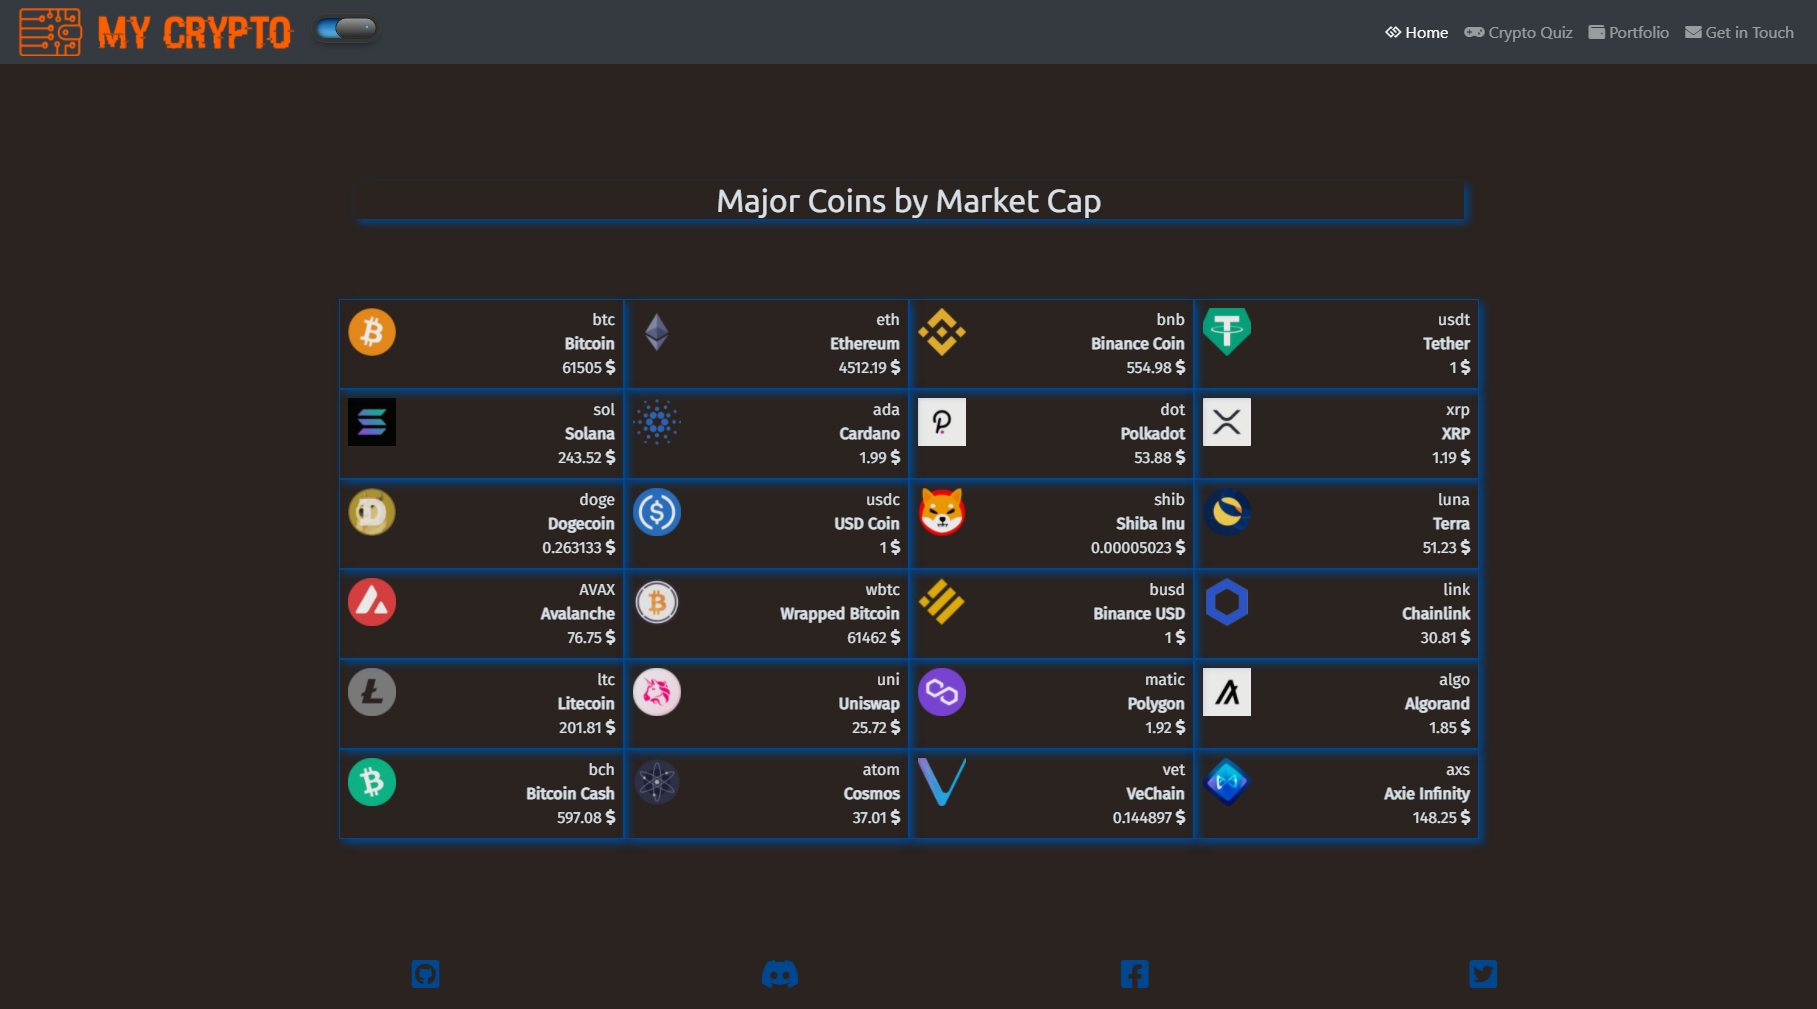 MY CRYPTO
Home Crypto Quiz Portfolio Get in Touch
Major Coins by Market Cap
btc
Bitcoin
61505 $
eth
Ethereum
4512.19 $
bnb
Binance Coin
554.98 $
usdt
Tether
1 $
sol
Solana
243.52 $
ada
Cardano
1.99 $
dot
Polkadot
53.88 $
xrp
XRP
1.19 $
doge
Dogecoin
0.263133 $
usdc
USD Coin
1 $
shib
Shiba Inu
0.00005023 $
luna
Terra
51.23 $
AVAX
Avalanche
76.75 $
wbtc
Wrapped Bitcoin
61462 $
busd
Binance USD
1 $
link
Chainlink
30.81 $
ltc
Litecoin
201.81 $
uni
Uniswap
25.72 $
matic
Polygon
1.92 $
algo
Algorand
1.85 $
bch
Bitcoin Cash
597.08 $
atom
Cosmos
37.01 $
vet
VeChain
0.144897 $
axs
Axie Infinity
148.25 $